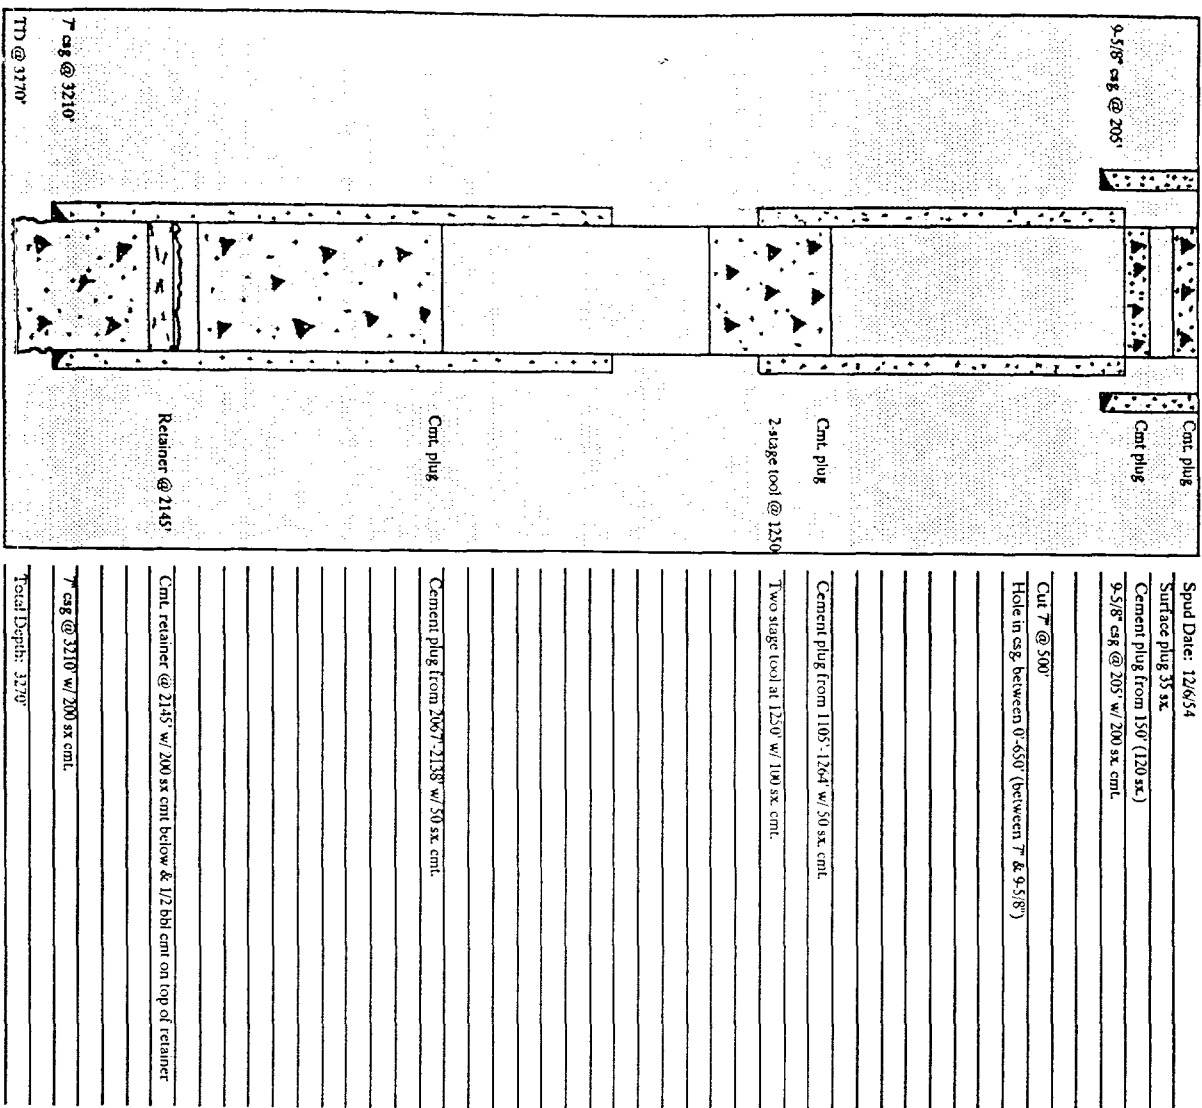 9-5/8" csg @ 205'
7" csg @ 3210'
TD @ 3270'
Cmt. plug
Cmt plug
Cmt. plug
2-stage tool @ 1250
Cmt. plug
Retainer @ 2145'
Spud Date: 12/6/54
Surface plug 35 sx.
Cement plug from 150' (120 sx.)
9-5/8" csg @ 205' w/ 200 sx. cmt.
Cut 7" @ 500'
Hole in csg. between 0'-650' (between 7" & 9-5/8")
Cement plug from 1105'-1264' w/ 50 sx. cmt.
Two stage tool at 1250' w/ 100 sx. cmt.
Cement plug from 2067'-2138' w/ 50 sx. cmt.
Cmt. retainer @ 2145' w/ 200 sx cmt below & 1/2 bbl cmt on top of retainer
7" csg @ 3210' w/ 200 sx cmt.
Total Depth: 3270'